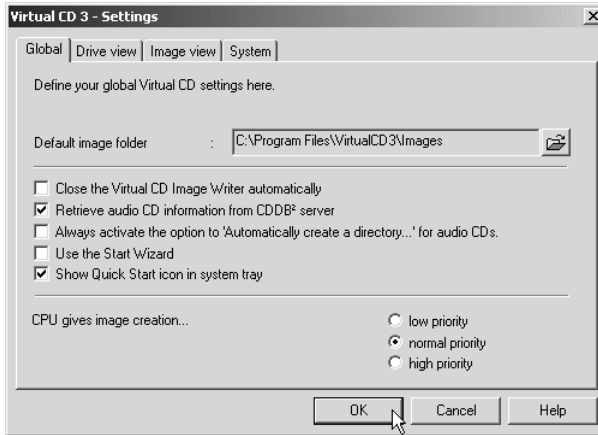 Virtual CD 3 - Settings
Global Drive view Image view System
Define your global Virtual CD settings here.
Default image folder : C:\Program Files\VirtualCD3\Images
Close the Virtual CD Image Writer automatically
Retrieve audio CD information from CDDB² server
Always activate the option to 'Automatically create a directory...' for audio CDs.
Use the Start Wizard
Show Quick Start icon in system tray
CPU gives image creation... low priority
normal priority
high priority
OK Cancel Help